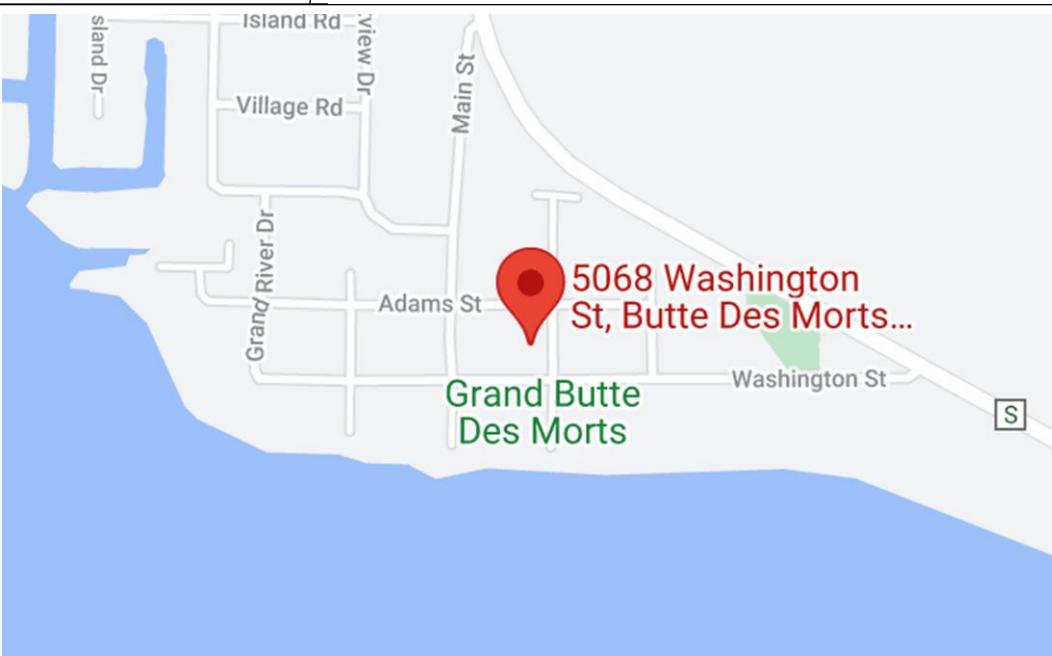 Island Rd
sland Dr
view Dr
Main St
Village Rd
Grand River Dr
Adams St
5068 Washington
St, Butte Des Morts...
Washington St
Grand Butte
Des Morts
S